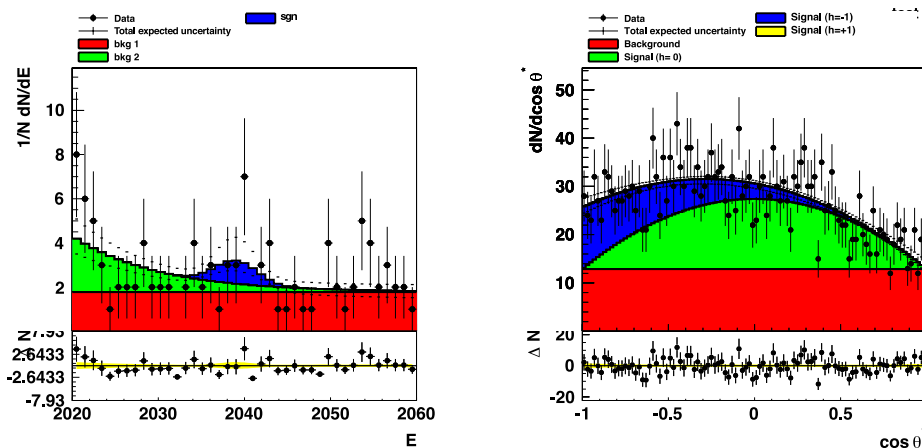 Data
sgn
Total expected uncertainty
bkg 1
bkg 2
1/N dN/dE
10
8
6
4
2
7.93
2.6433
-2.6433
-7.93
2020
2030
2040
2050
2060
E
Data
Signal (h=-1)
Total expected uncertainty
Signal (h=+1)
Background
Signal (h= 0)
dN/dcos θ*
50
40
30
20
10
0
Δ N
20
0
-20
-1
-0.5
0
0.5
cos θ